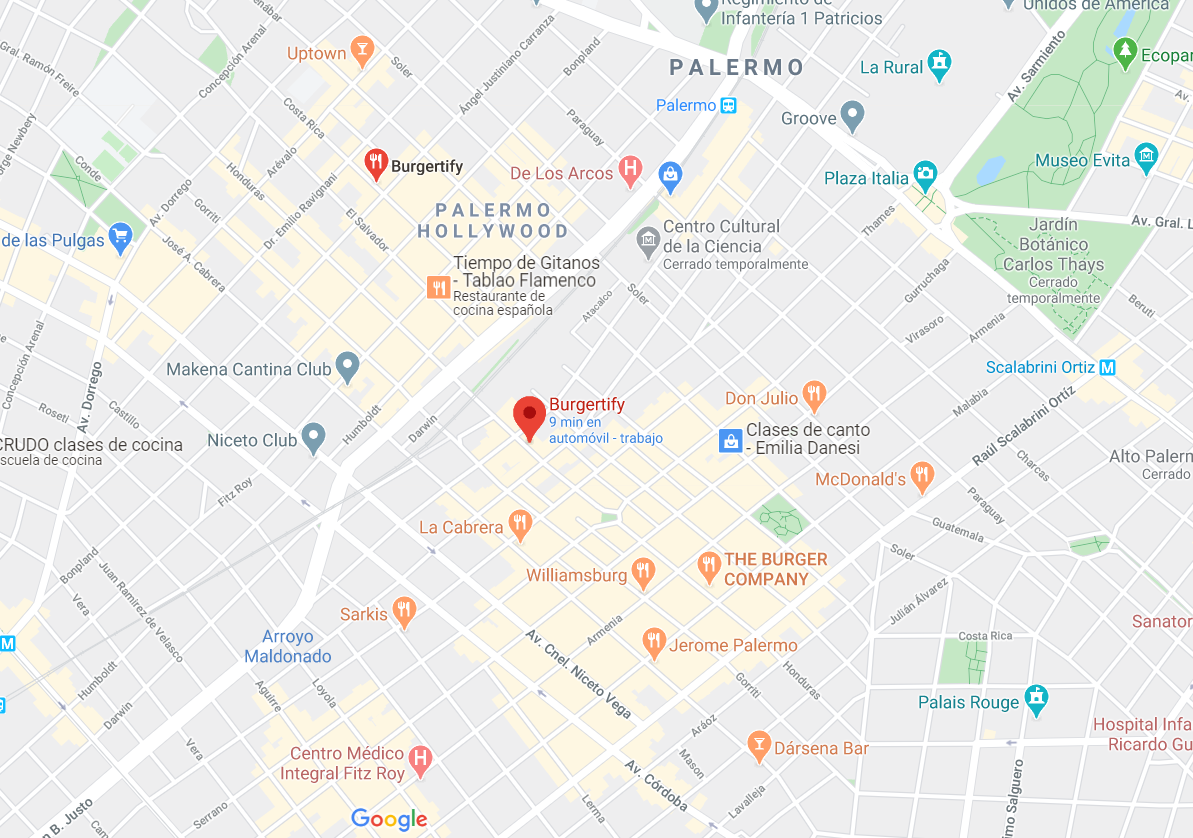 Regimiento de
Infantería 1 Patricios
Unidos de América
Uptown
Soler
Ángel Justiniano Carranza
Bonpland
PALERMO
La Rural
Av. Sarmiento
Ecopar
Gral. Ramón Freire
Concepción Arenal
Palermo
Groove
Costa Rica
Paraguay
orge Newbery
Conde
Arévalo
Burgertify
De Los Arcos
Museo Evita
Plaza Italia
Honduras
Av. Dorrego
Gorriti
Dr. Emilio Ravignani
El Salvador
PALERMO
HOLLYWOOD
Thames
Av. Gral. L
Jardín
Botánico
Carlos Thays
Cerrado
temporalmente
de las Pulgas
José A. Cabrera
Centro Cultural
de la Ciencia
Cerrado temporalmente
Tiempo de Gitanos
- Tablao Flamenco
Restaurante de
cocina española
Atacalco
Soler
Gurruchaga
Virasoro
Armenia
Beruti
Concepción Arenal
Av. Dorrego
Makena Cantina Club
Scalabrini Ortiz
Malabia
Raúl Scalabrini Ortíz
Roseti
Castillo
Humboldt
Darwin
Burgertify
9 min en
automóvil - trabajo
Don Julio
Clases de canto
- Emilia Danesi
CRUDO clases de cocina
scuela de cocina
Niceto Club
Fitz Roy
McDonald's
Charcas
Paraguay
Alto Palerm
Cerrado
La Cabrera
Guatemala
Soler
Bonpland
Vera
Juan Ramírez de Velasco
Williamsburg
THE BURGER
COMPANY
Julián Álvarez
Sarkis
Armenia
Costa Rica
Sanator
Arroyo
Maldonado
Av. Cnel. Niceto Vega
Jerome Palermo
Honduras
Gorriti
Humboldt
Darwin
Aguirre
Loyola
Vera
Palais Rouge
Hospital Infa
Ricardo Gu
Aráoz
Mason
Dársena Bar
Centro Médico
Integral Fitz Roy
Av. Córdoba
Lavalleja
Lerma
Serrano
Camargo
n B. Justo
imo Salguero
Google